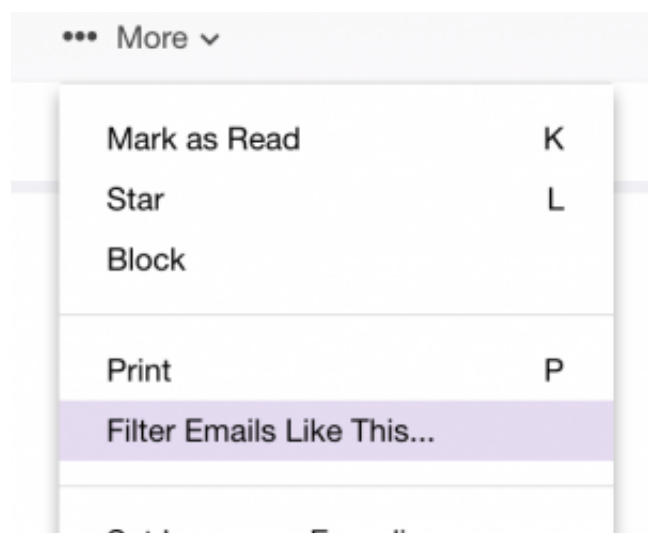 ••• More
Mark as Read K
Star L
Block
Print P
Filter Emails Like This...